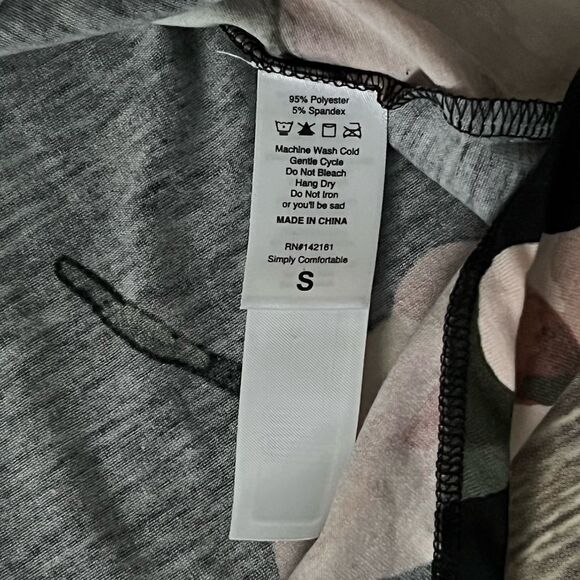 95% Polyester
5% Spandex
Machine Wash Cold
Gentle Cycle
Do Not Bleach
Hang Dry
Do Not Iron
or you'll be sad
MADE IN CHINA
RN#142161
Simply Comfortable
S